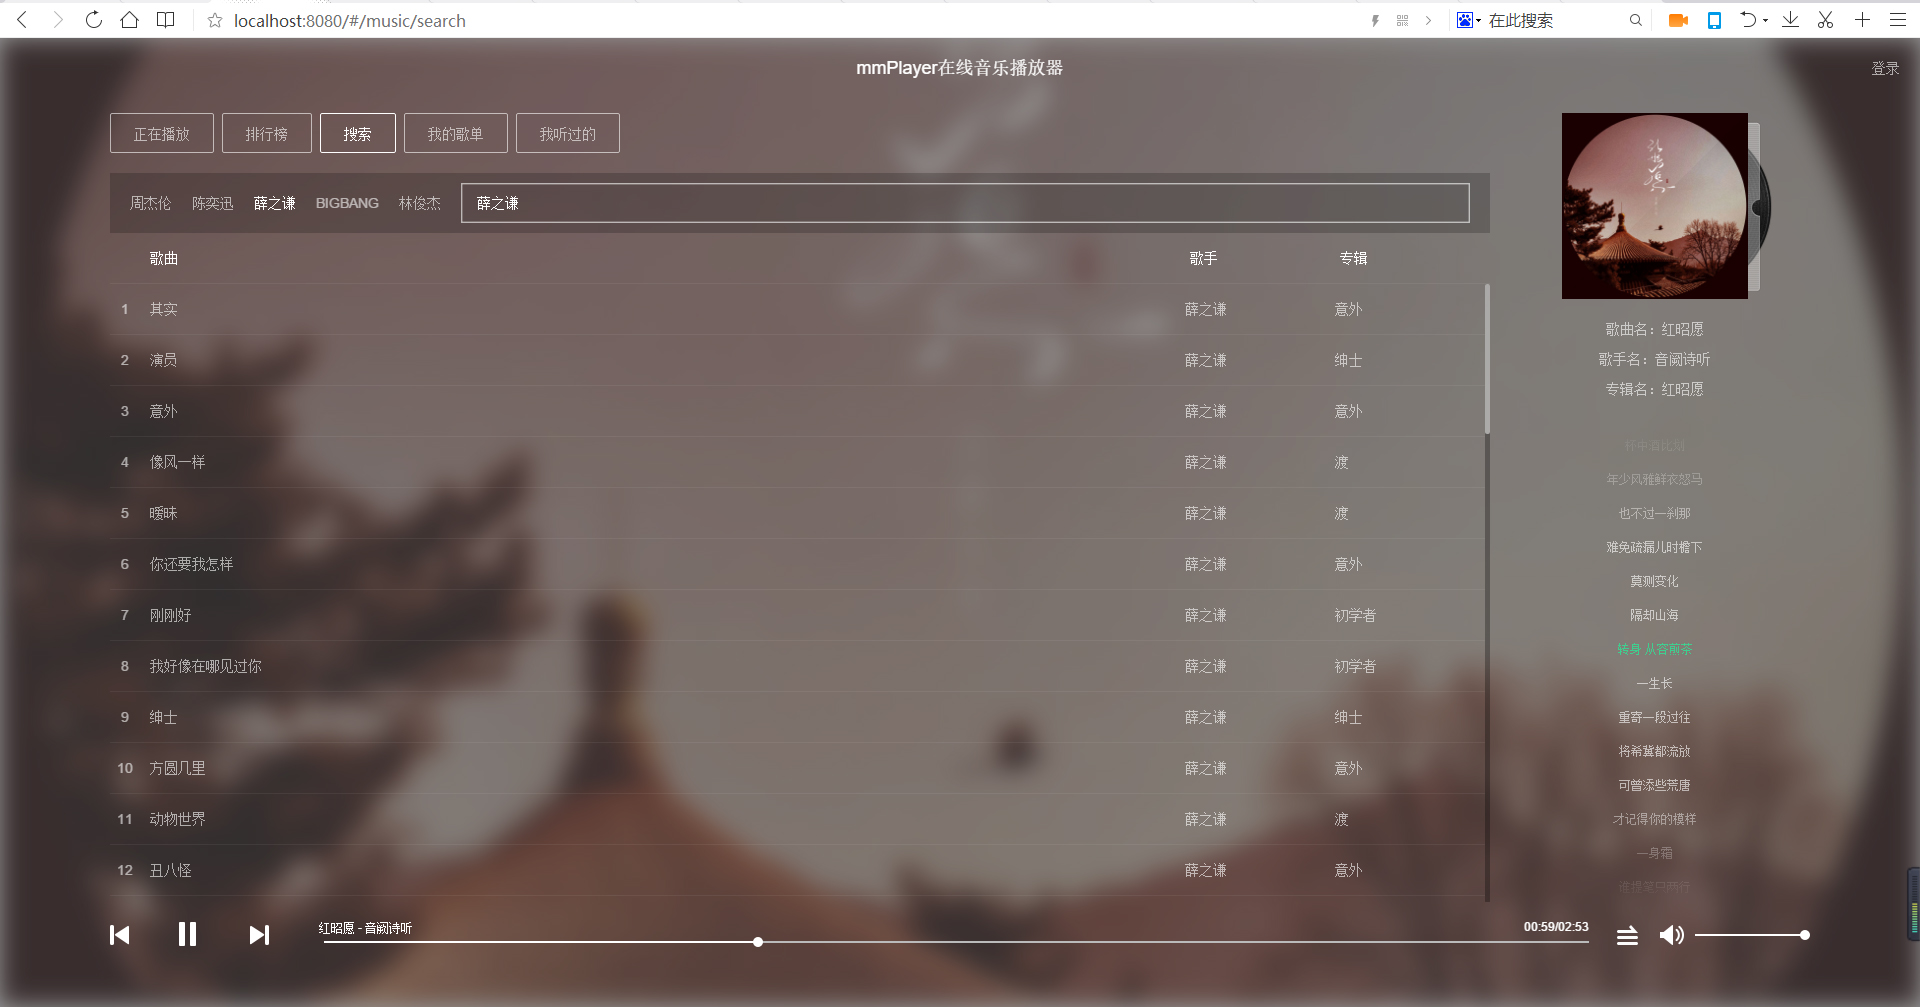 localhost:8080/#/music/search
在此搜索
mmPlayer在线音乐播放器
登录
正在播放 排行榜 搜索 我的歌单 我听过的
周杰伦 陈奕迅 薛之谦 BIGBANG 林俊杰 薛之谦
歌曲 歌手 专辑
1 其实 薛之谦 意外
2 演员 薛之谦 绅士
3 意外 薛之谦 意外
4 像风一样 薛之谦 渡
5 暧昧 薛之谦 渡
6 你还要我怎样 薛之谦 意外
7 刚刚好 薛之谦 初学者
8 我好像在哪见过你 薛之谦 初学者
9 绅士 薛之谦 绅士
10 方圆几里 薛之谦 意外
11 动物世界 薛之谦 渡
12 丑八怪 薛之谦 意外
歌曲名：红昭愿
歌手名：音阙诗听
专辑名：红昭愿
年少风雅鲜衣怒马
也不过一刹那
难免疏漏儿时檐下
莫测变化
隔却山海
转身 从容煎茶
一生长
重寄一段过往
将希冀都流放
可曾添些荒唐
才记得你的模样
一身霜
谁提笔只两行
红昭愿 - 音阙诗听
00:59/02:53